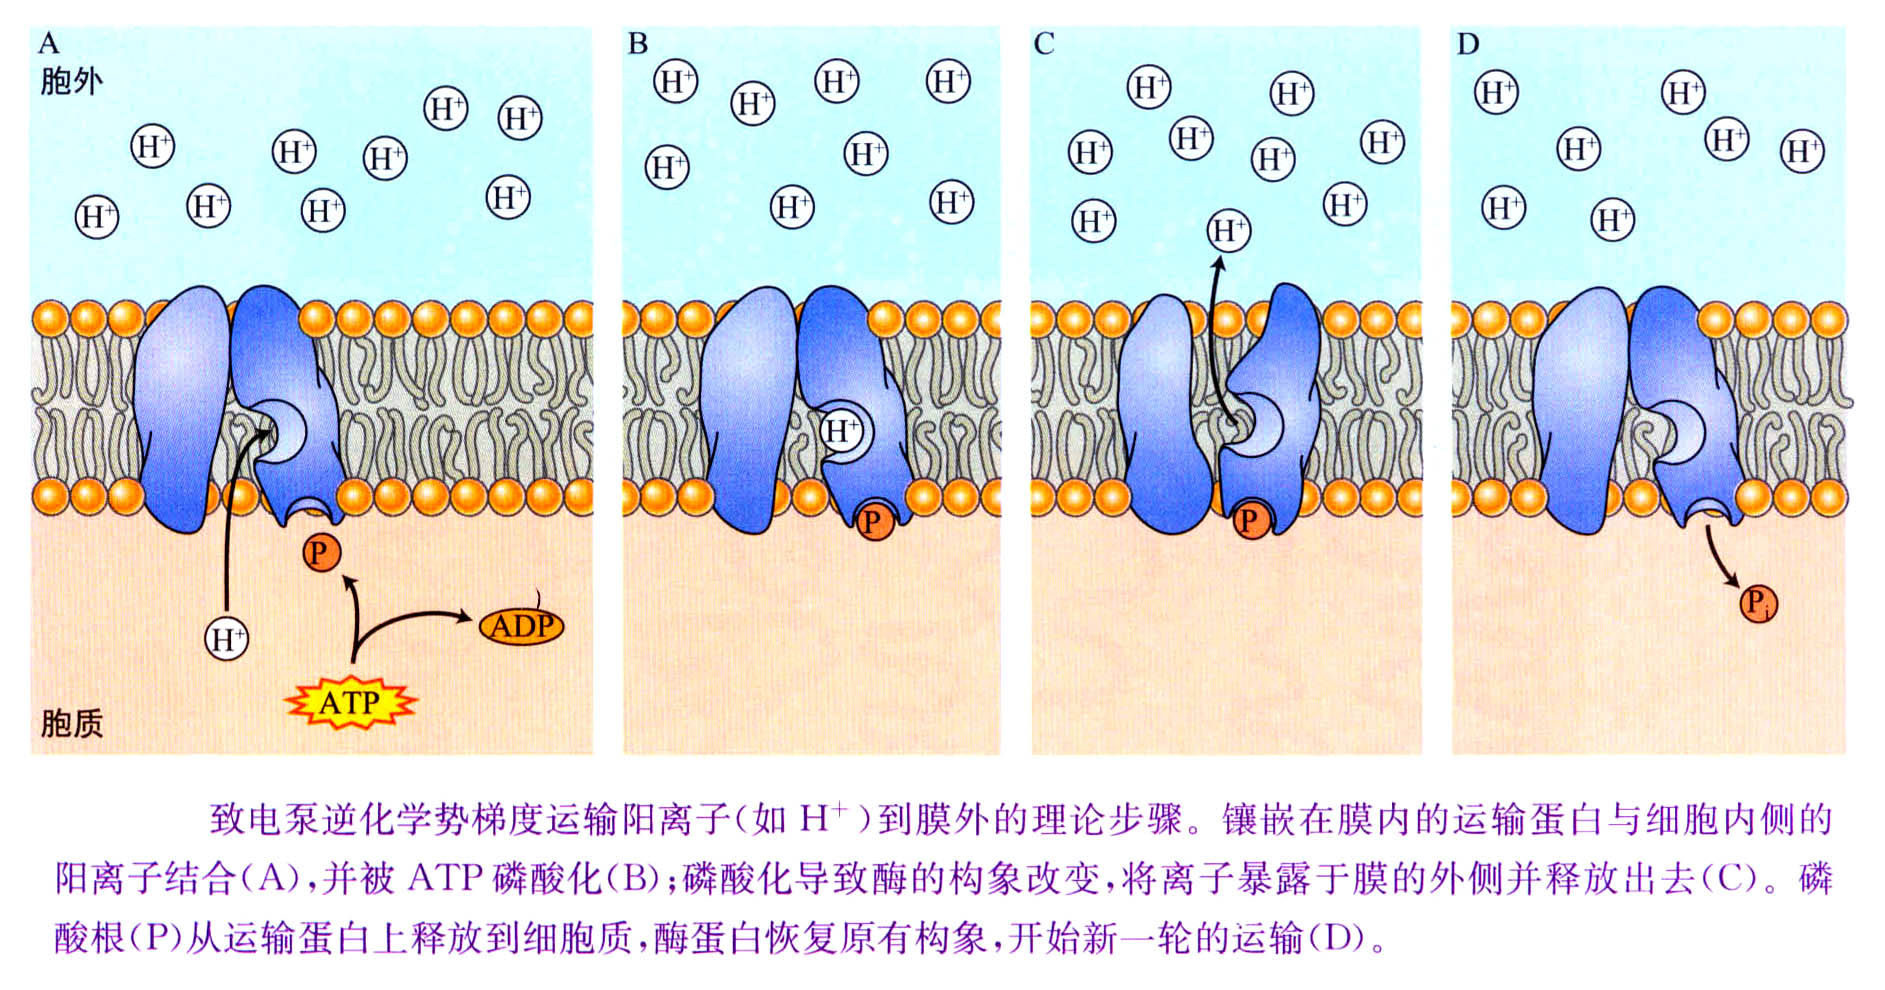 A
胞外
H⁺
H⁺
H⁺
H⁺
H⁺
H⁺
H⁺
H⁺
H⁺
P
H⁺
ADP
ATP
胞质
B
H⁺
H⁺
H⁺
H⁺
H⁺
H⁺
H⁺
H⁺
H⁺
P
C
H⁺
H⁺
H⁺
H⁺
H⁺
H⁺
H⁺
H⁺
H⁺
P
D
H⁺
H⁺
H⁺
H⁺
H⁺
H⁺
H⁺
Pi
致电泵逆化学势梯度运输阳离子(如 H⁺)到膜外的理论步骤。镶嵌在膜内的运输蛋白与细胞内侧的
阳离子结合(A),并被 ATP 磷酸化(B);磷酸化导致酶的构象改变,将离子暴露于膜的外侧并释放出去(C)。磷
酸根(P)从运输蛋白上释放到细胞质,酶蛋白恢复原有构象,开始新一轮的运输(D)。